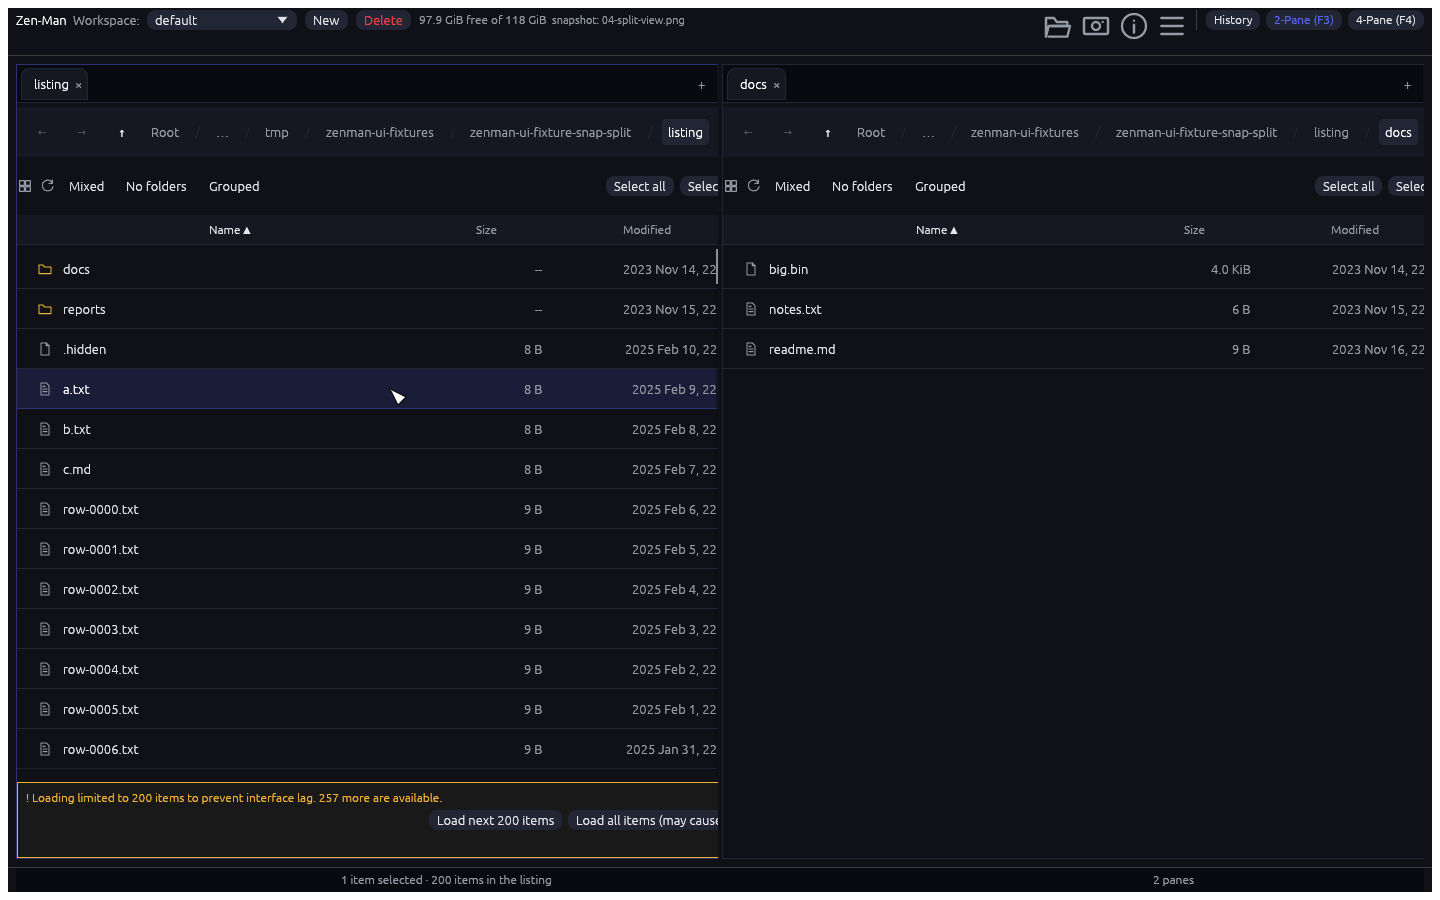 Zen-Man Workspace: default New Delete 97.9 GiB free of 118 GiB snapshot: 04-split-view.png History 2-Pane (F3) 4-Pane (F4)
listing × +
← → ↑ Root / … / tmp / zenman-ui-fixtures / zenman-ui-fixture-snap-split / listing
Mixed No folders Grouped Select all Selec
Name ▲ Size Modified
docs -- 2023 Nov 14, 22
reports -- 2023 Nov 15, 22
.hidden 8 B 2025 Feb 10, 22
a.txt 8 B 2025 Feb 9, 22
b.txt 8 B 2025 Feb 8, 22
c.md 8 B 2025 Feb 7, 22
row-0000.txt 9 B 2025 Feb 6, 22
row-0001.txt 9 B 2025 Feb 5, 22
row-0002.txt 9 B 2025 Feb 4, 22
row-0003.txt 9 B 2025 Feb 3, 22
row-0004.txt 9 B 2025 Feb 2, 22
row-0005.txt 9 B 2025 Feb 1, 22
row-0006.txt 9 B 2025 Jan 31, 22
! Loading limited to 200 items to prevent interface lag. 257 more are available.
Load next 200 items Load all items (may cause
docs × +
← → ↑ Root / … / zenman-ui-fixtures / zenman-ui-fixture-snap-split / listing / docs
Mixed No folders Grouped Select all Selec
Name ▲ Size Modified
big.bin 4.0 KiB 2023 Nov 14, 22
notes.txt 6 B 2023 Nov 15, 22
readme.md 9 B 2023 Nov 16, 22
1 item selected · 200 items in the listing 2 panes